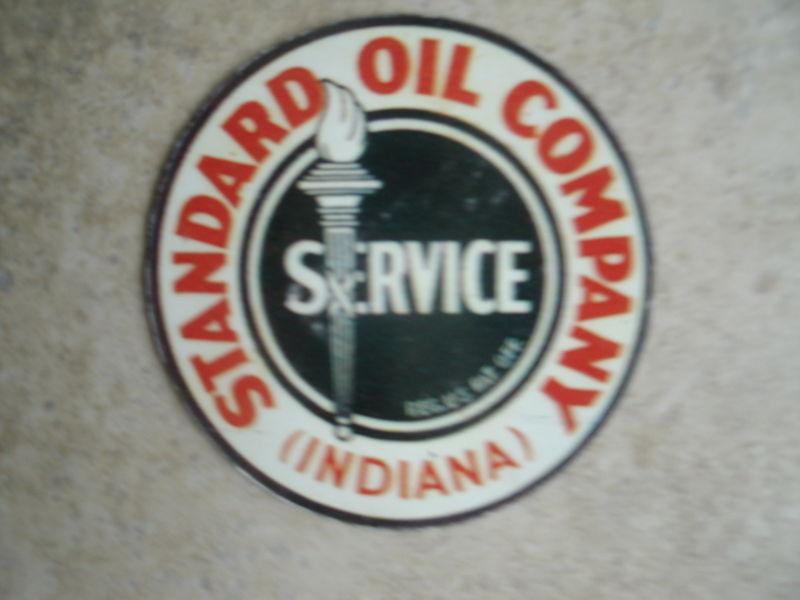 STANDARD OIL COMPANY
SERVICE
(INDIANA)